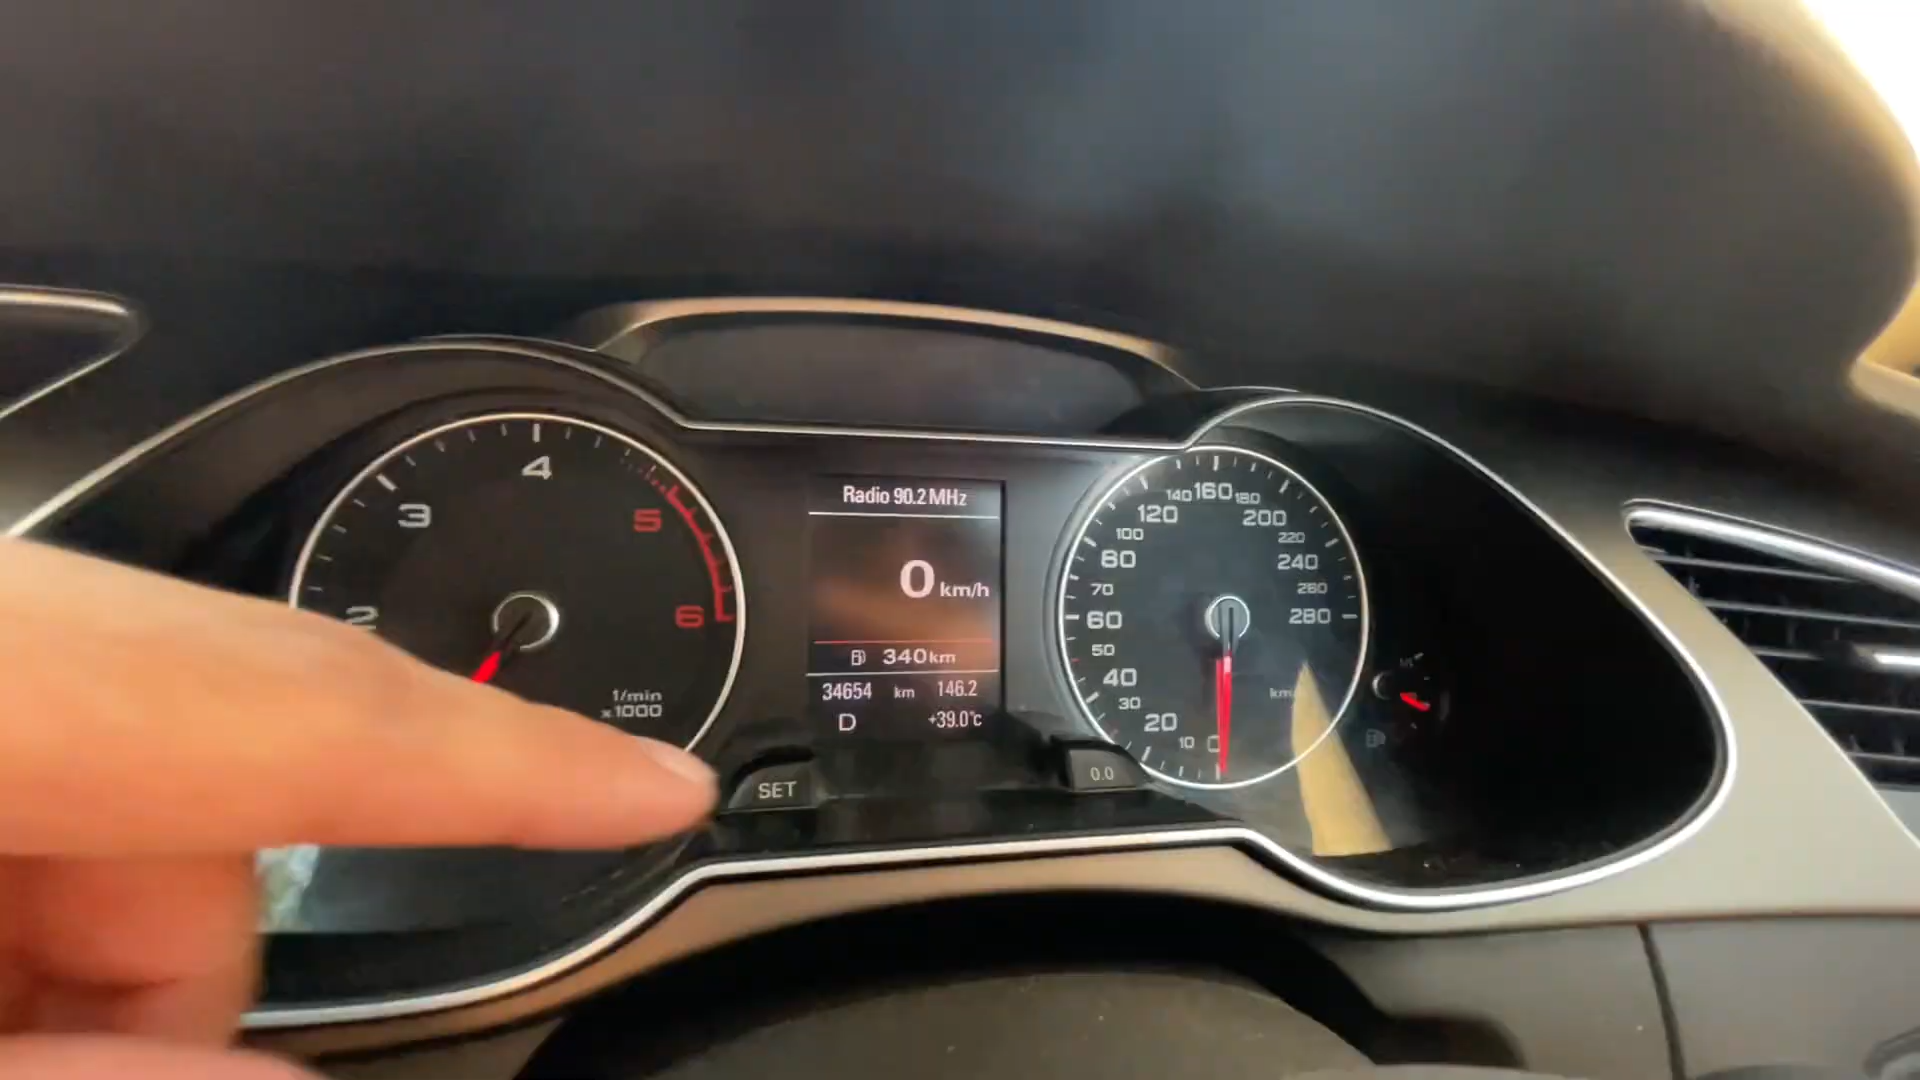 4
3
5
2
6
1/min
x1000
Radio 90.2 MHz
0 km/h
340 km
34654 km 146.2
D +39.0°C
SET
0.0
140 160 180
120 200
100 220
80 240
70 260
60 280
50
40
30
20
10 0
km